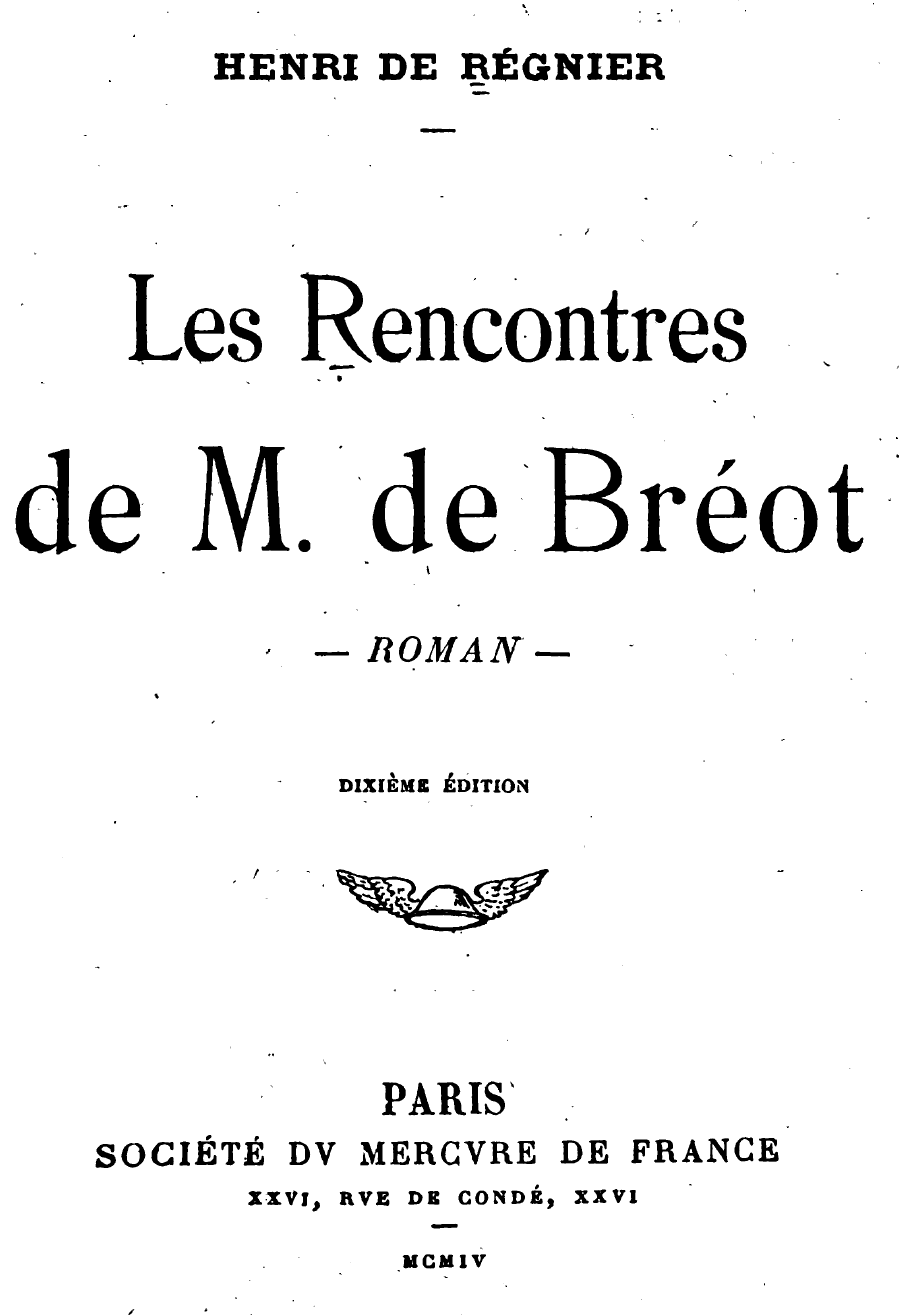 HENRI DE RÉGNIER
Les Rencontres
de M. de Bréot
— ROMAN —
DIXIÈME ÉDITION
PARIS
SOCIÉTÉ DV MERCVRE DE FRANCE
XXVI, RVE DE CONDÉ, XXVI
MCMIV